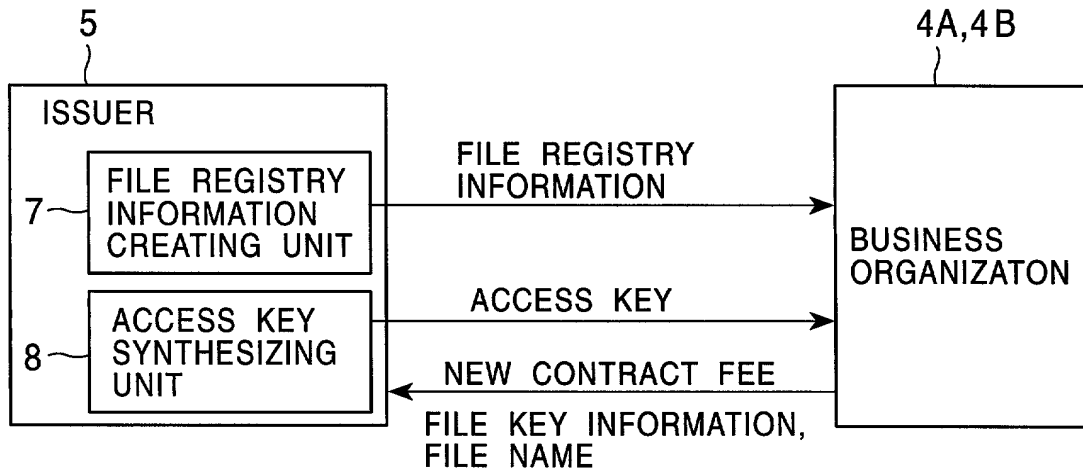 5
4A,4B
ISSUER
FILE REGISTRY
INFORMATION
CREATING UNIT
7
FILE REGISTRY
INFORMATION
BUSINESS
ORGANIZATON
ACCESS KEY
SYNTHESIZING
UNIT
8
ACCESS KEY
NEW CONTRACT FEE
FILE KEY INFORMATION,
FILE NAME